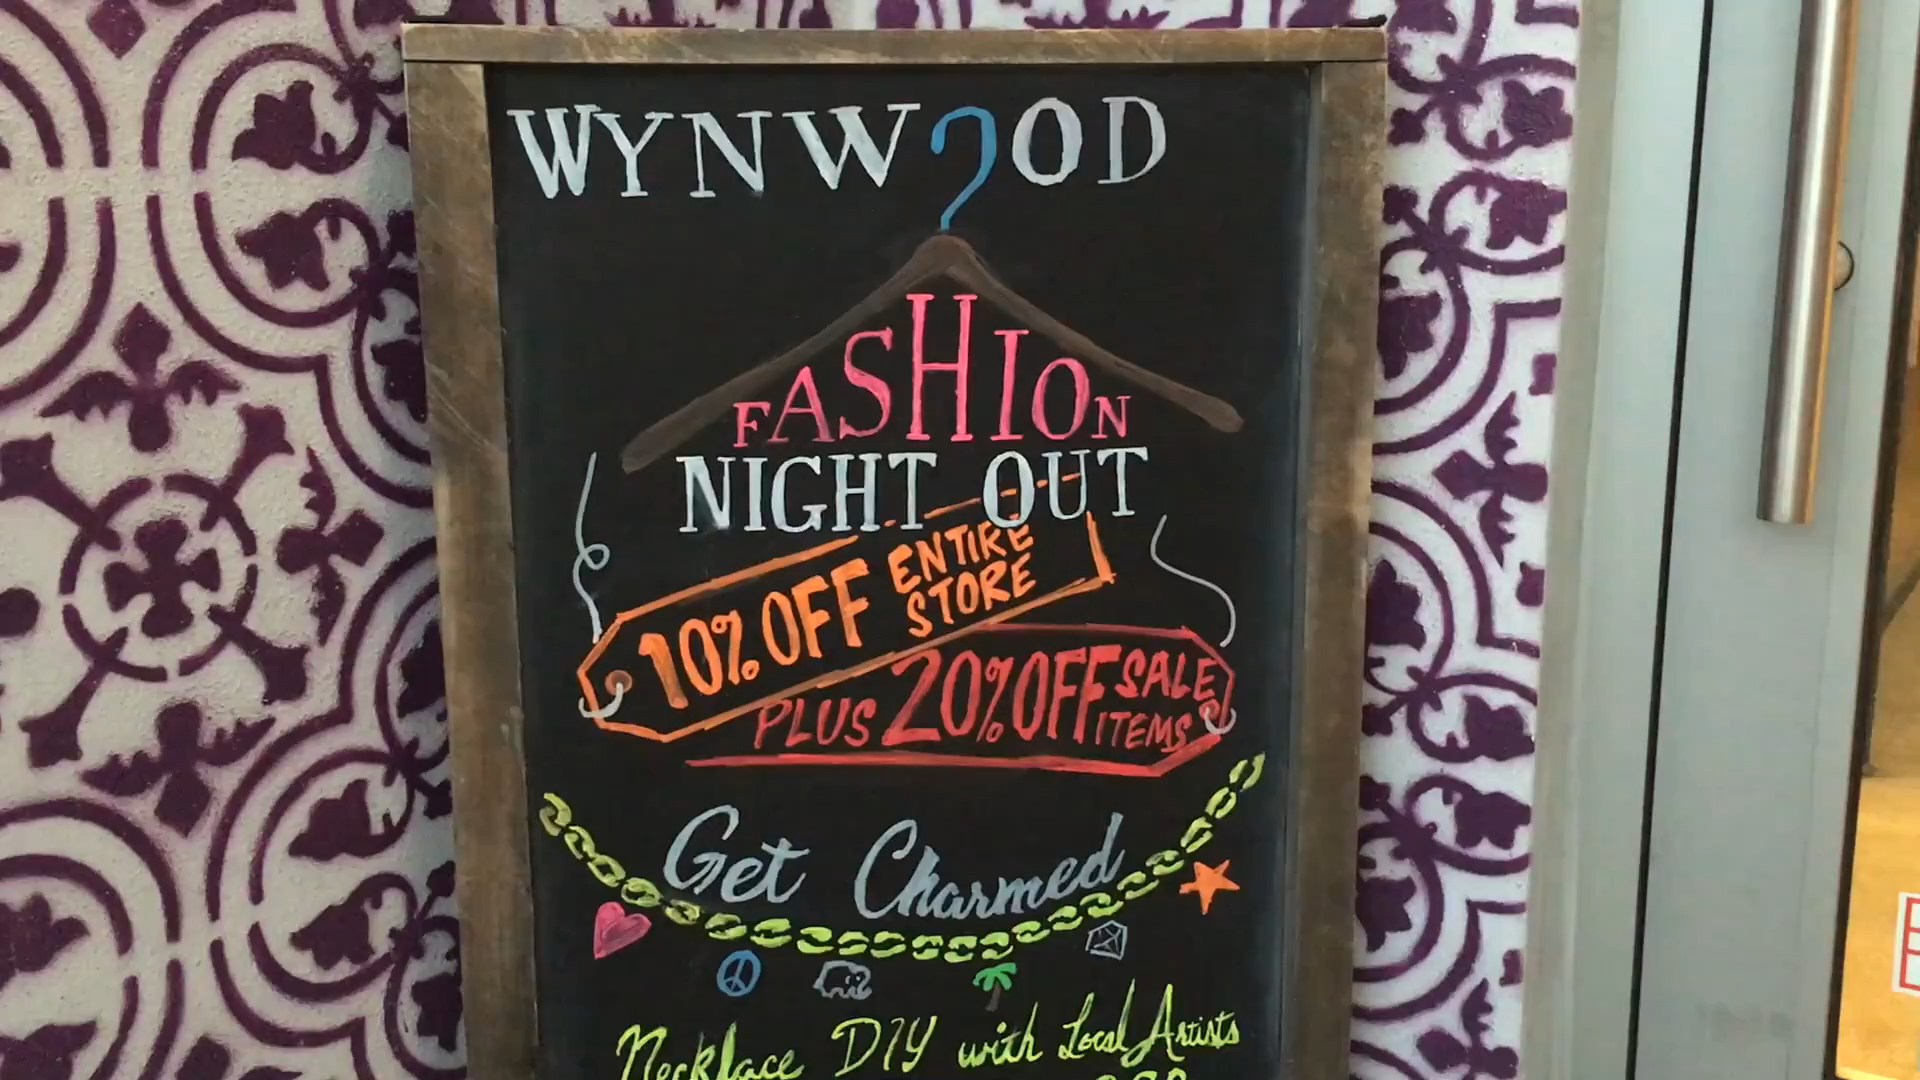 WYNWOOD
FASHION
NIGHT OUT
10% OFF ENTIRE STORE
PLUS 20% OFF SALE ITEMS
Get Charmed
Necklace DIY with Local Artists